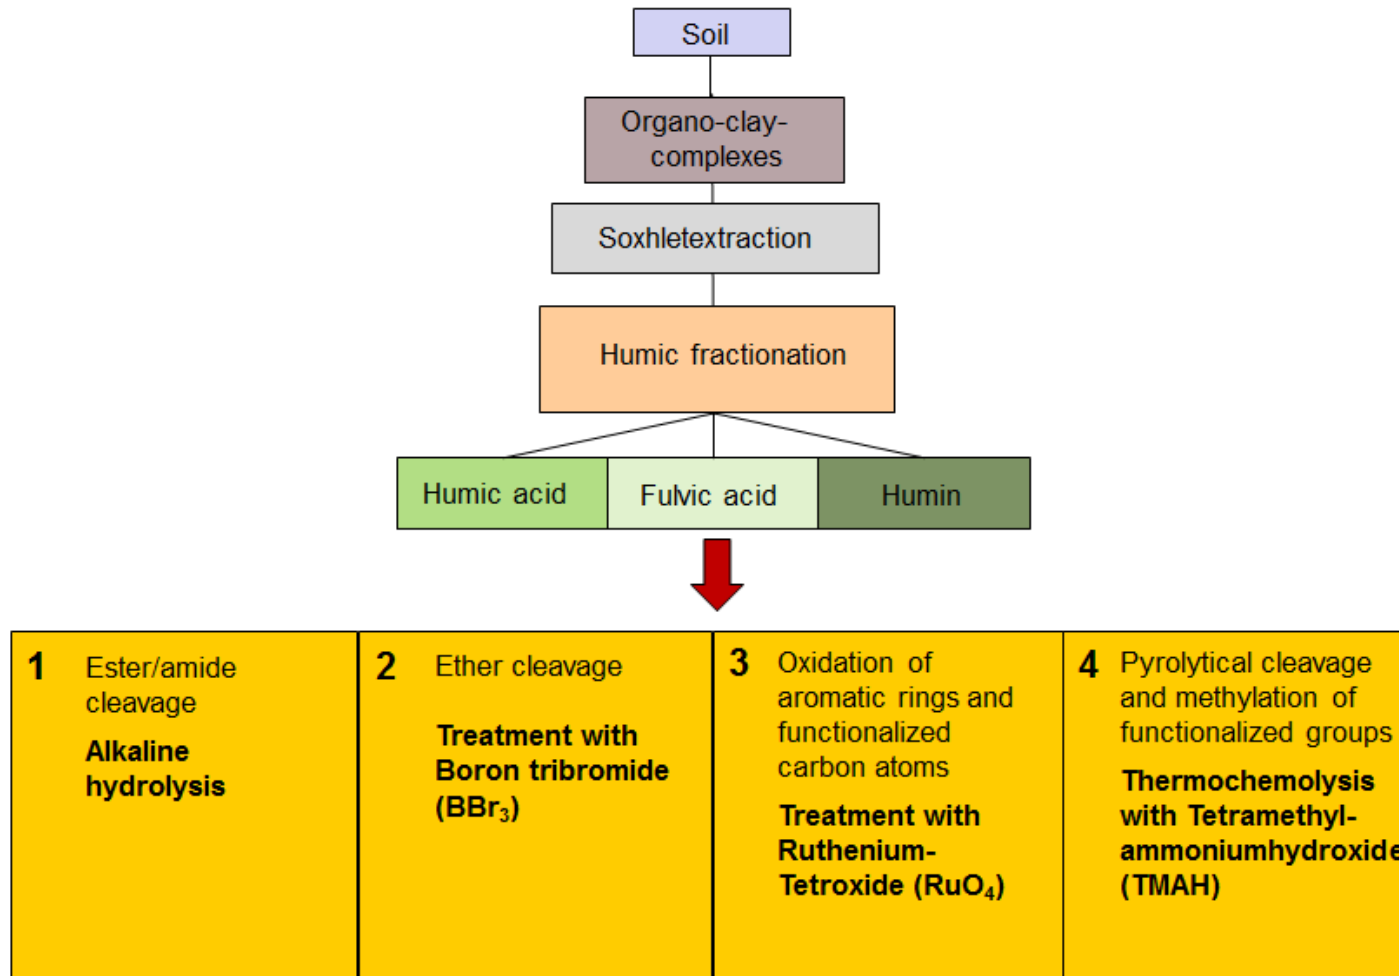 Soil
Organo-clay-
complexes
Soxhletextraction
Humic fractionation
Humic acid
Fulvic acid
Humin
1 Ester/amide
cleavage
Alkaline
hydrolysis
2 Ether cleavage
Treatment with
Boron tribromide
(BBr₃)
3 Oxidation of
aromatic rings and
functionalized
carbon atoms
Treatment with
Ruthenium-
Tetroxide (RuO₄)
4 Pyrolytical cleavage
and methylation of
functionalized groups
Thermochemolysis
with Tetramethyl-
ammoniumhydroxide
(TMAH)